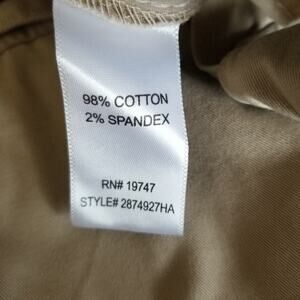 98% COTTON
2% SPANDEX
RN# 19747
STYLE# 2874927HA